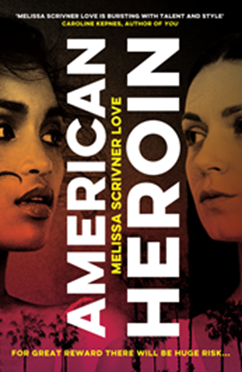 'MELISSA SCRIVNER LOVE IS BURSTING WITH TALENT AND STYLE'
CAROLINE KEPNES, AUTHOR OF YOU
AMERICAN
MELISSA SCRIVNER LOVE
HEROIN
FOR GREAT REWARD THERE WILL BE HUGE RISK...